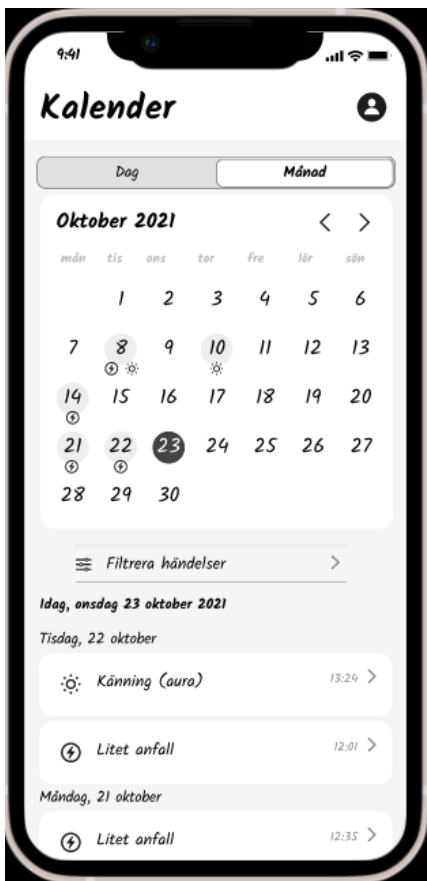 9:41
Kalender
Dag Månad
Oktober 2021
mån tis ons tor fre lör sön
1 2 3 4 5 6
7 8 9 10 11 12 13
14 15 16 17 18 19 20
21 22 23 24 25 26 27
28 29 30
Filtrera händelser
Idag, onsdag 23 oktober 2021
Tisdag, 22 oktober
Känning (aura) 13:24
Litet anfall 12:01
Måndag, 21 oktober
Litet anfall 12:35